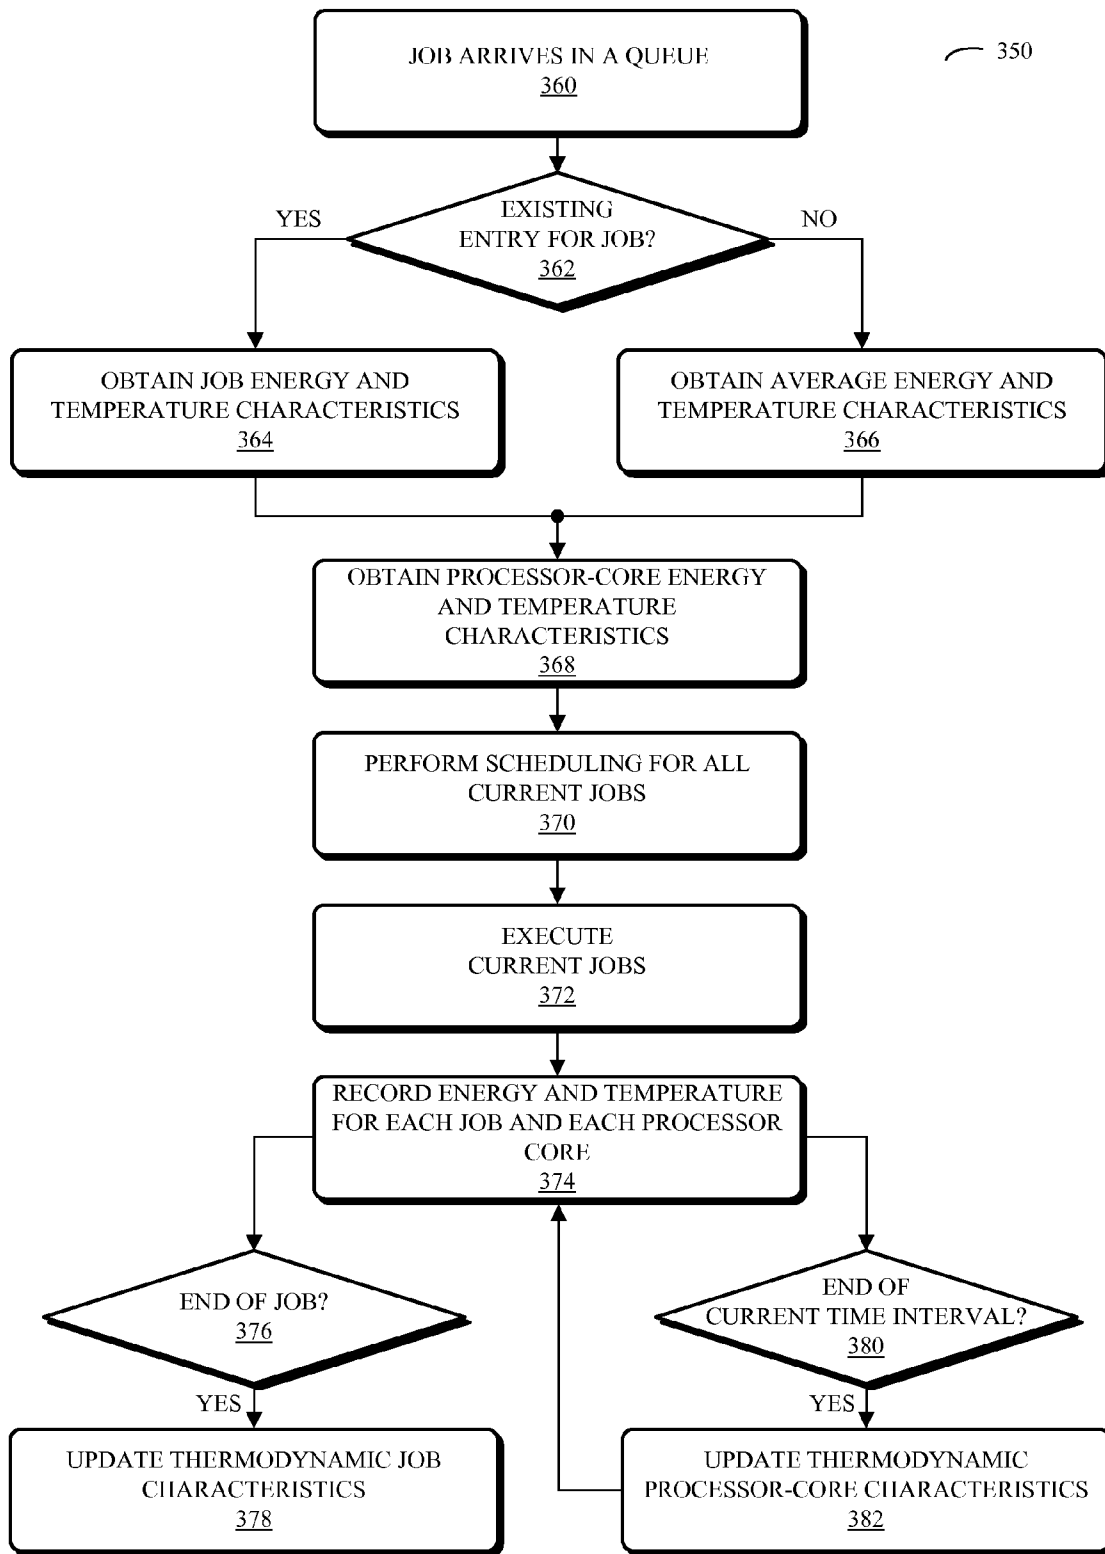 JOB ARRIVES IN A QUEUE
360
350
EXISTING
ENTRY FOR JOB?
362
YES
NO
OBTAIN JOB ENERGY AND
TEMPERATURE CHARACTERISTICS
364
OBTAIN AVERAGE ENERGY AND
TEMPERATURE CHARACTERISTICS
366
OBTAIN PROCESSOR-CORE ENERGY
AND TEMPERATURE
CHARACTERISTICS
368
PERFORM SCHEDULING FOR ALL
CURRENT JOBS
370
EXECUTE
CURRENT JOBS
372
RECORD ENERGY AND TEMPERATURE
FOR EACH JOB AND EACH PROCESSOR
CORE
374
END OF JOB?
376
END OF
CURRENT TIME INTERVAL?
380
YES
YES
UPDATE THERMODYNAMIC JOB
CHARACTERISTICS
378
UPDATE THERMODYNAMIC
PROCESSOR-CORE CHARACTERISTICS
382